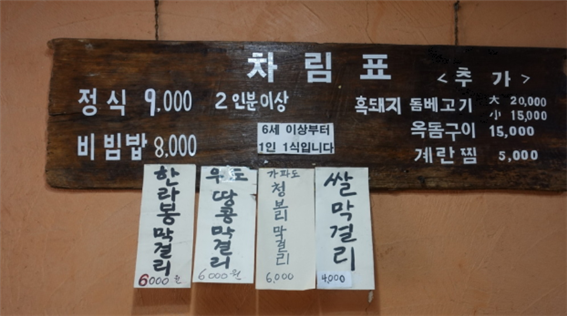 차림표
정식 9.000 2인분이상
비빔밥 8.000
6세 이상부터
1인 1식입니다
<추가>
흑돼지 돔베고기 大 20,000
小 15,000
옥돔구이 15,000
계란찜 5,000
한라봉막걸리
6000원
우도땅콩막걸리
6000원
가파도
청보리막걸리
6,000
쌀막걸리
4,000